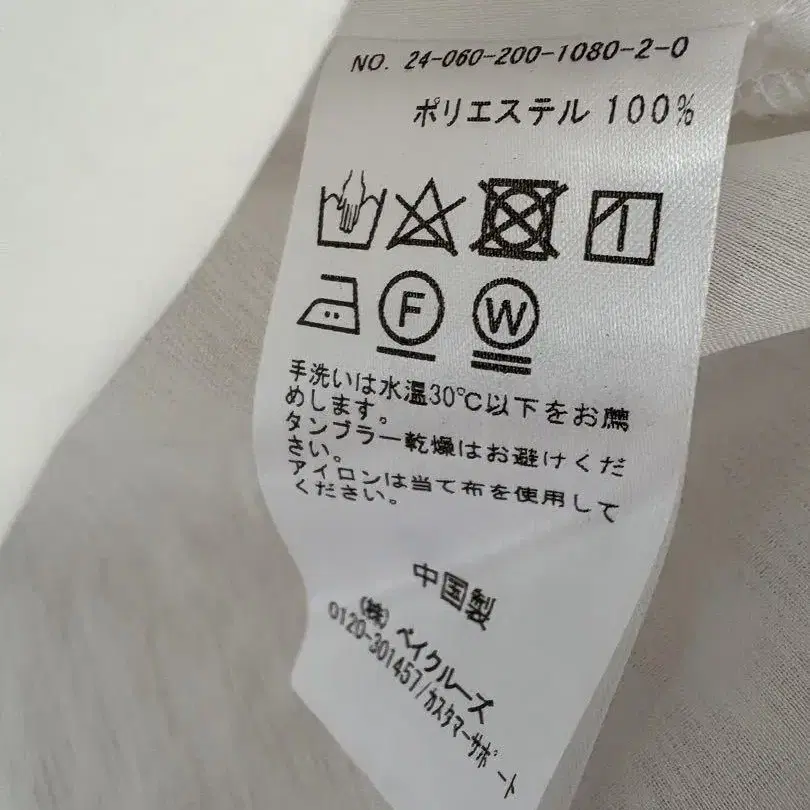 NO. 24-060-200-1080-2-0
ポリエステル 100%
F W
手洗いは水温30℃以下をお薦
めします。
タンブラー乾燥はお避けくだ
さい。
アイロンは当て布を使用して
ください。
中国製
(株) ベイクルーズ
0120-301457/カスタマーサポート